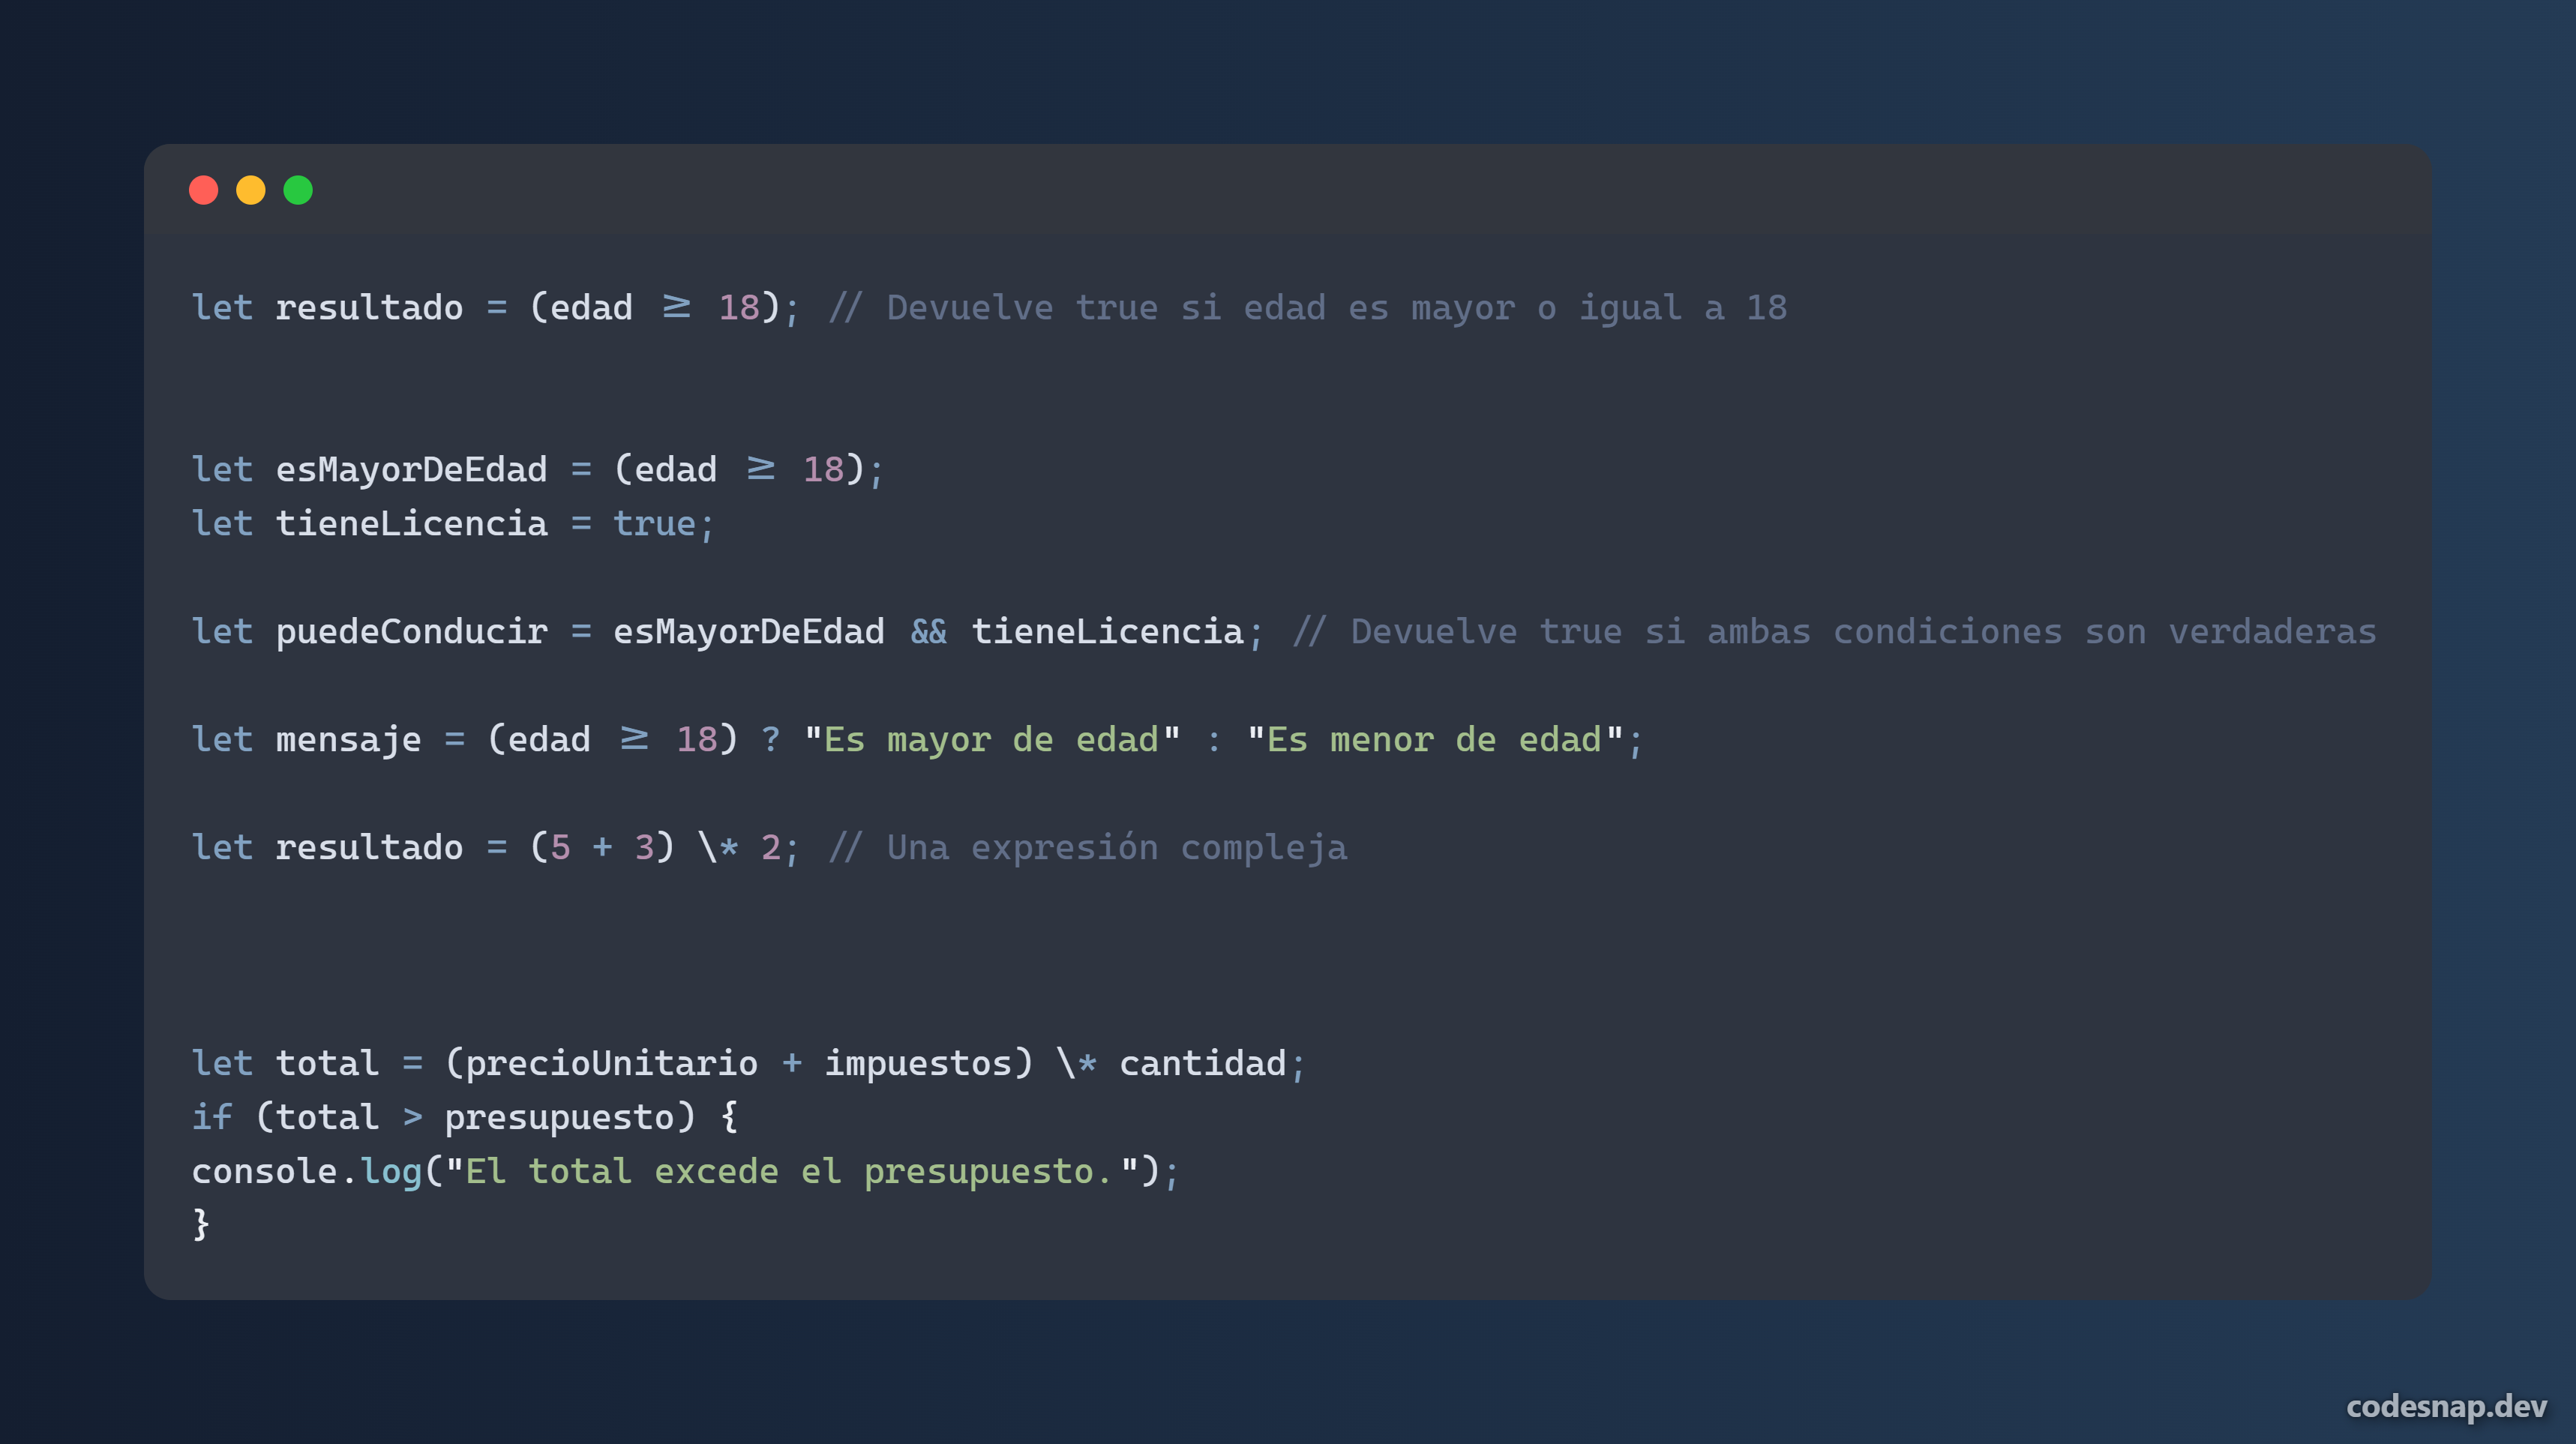 let resultado = (edad ≥ 18); // Devuelve true si edad es mayor o igual a 18
let esMayorDeEdad = (edad ≥ 18);
let tieneLicencia = true;
let puedeConducir = esMayorDeEdad && tieneLicencia; // Devuelve true si ambas condiciones son verdaderas
let mensaje = (edad ≥ 18) ? "Es mayor de edad" : "Es menor de edad";
let resultado = (5 + 3) \* 2; // Una expresión compleja
let total = (precioUnitario + impuestos) \* cantidad;
if (total > presupuesto) {
console.log("El total excede el presupuesto.");
}
codesnap.dev